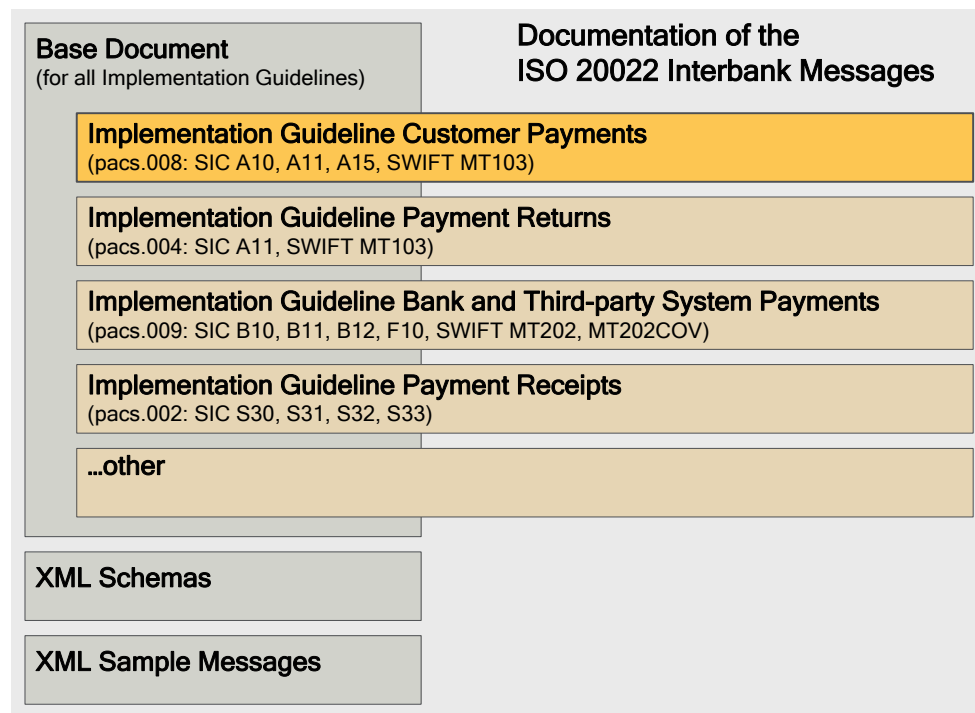 Base Document
(for all Implementation Guidelines)
Documentation of the
ISO 20022 Interbank Messages
Implementation Guideline Customer Payments
(pacs.008: SIC A10, A11, A15, SWIFT MT103)
Implementation Guideline Payment Returns
(pacs.004: SIC A11, SWIFT MT103)
Implementation Guideline Bank and Third-party System Payments
(pacs.009: SIC B10, B11, B12, F10, SWIFT MT202, MT202COV)
Implementation Guideline Payment Receipts
(pacs.002: SIC S30, S31, S32, S33)
...other
XML Schemas
XML Sample Messages